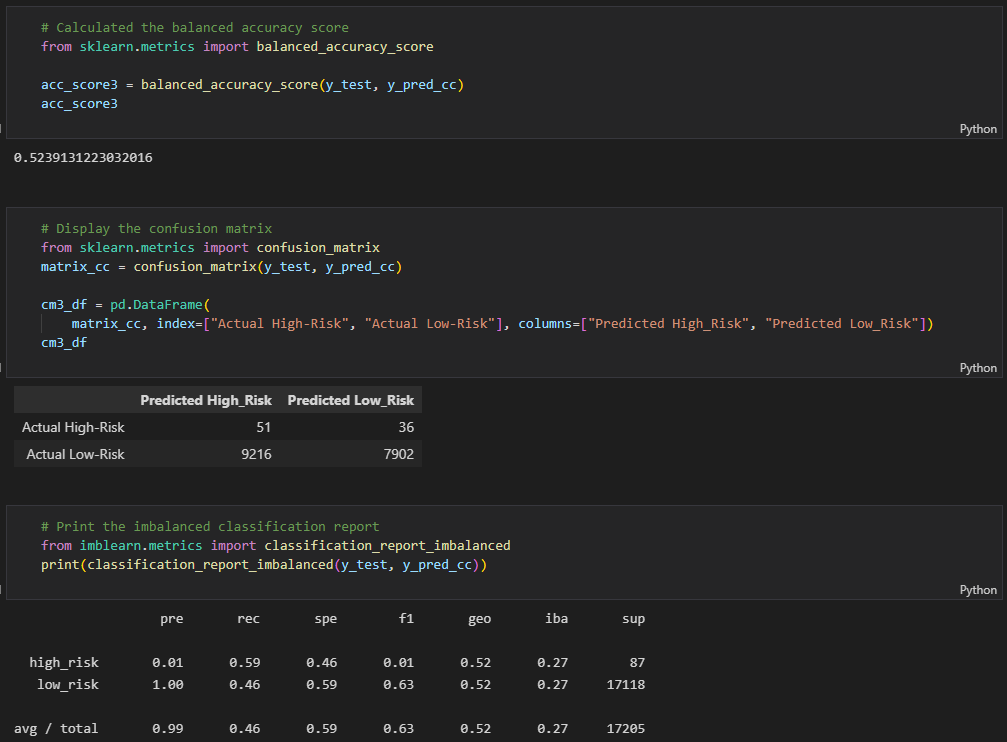 # Calculated the balanced accuracy score
from sklearn.metrics import balanced_accuracy_score
acc_score3 = balanced_accuracy_score(y_test, y_pred_cc)
acc_score3
Python
0.5239131223032016
# Display the confusion matrix
from sklearn.metrics import confusion_matrix
matrix_cc = confusion_matrix(y_test, y_pred_cc)
cm3_df = pd.DataFrame(
matrix_cc, index=["Actual High-Risk", "Actual Low-Risk"], columns=["Predicted High_Risk", "Predicted Low_Risk"])
cm3_df
Python
Predicted High_Risk Predicted Low_Risk
Actual High-Risk 51 36
Actual Low-Risk 9216 7902
# Print the imbalanced classification report
from imblearn.metrics import classification_report_imbalanced
print(classification_report_imbalanced(y_test, y_pred_cc))
Python
pre rec spe f1 geo iba sup
high_risk 0.01 0.59 0.46 0.01 0.52 0.27 87
low_risk 1.00 0.46 0.59 0.63 0.52 0.27 17118
avg / total 0.99 0.46 0.59 0.63 0.52 0.27 17205